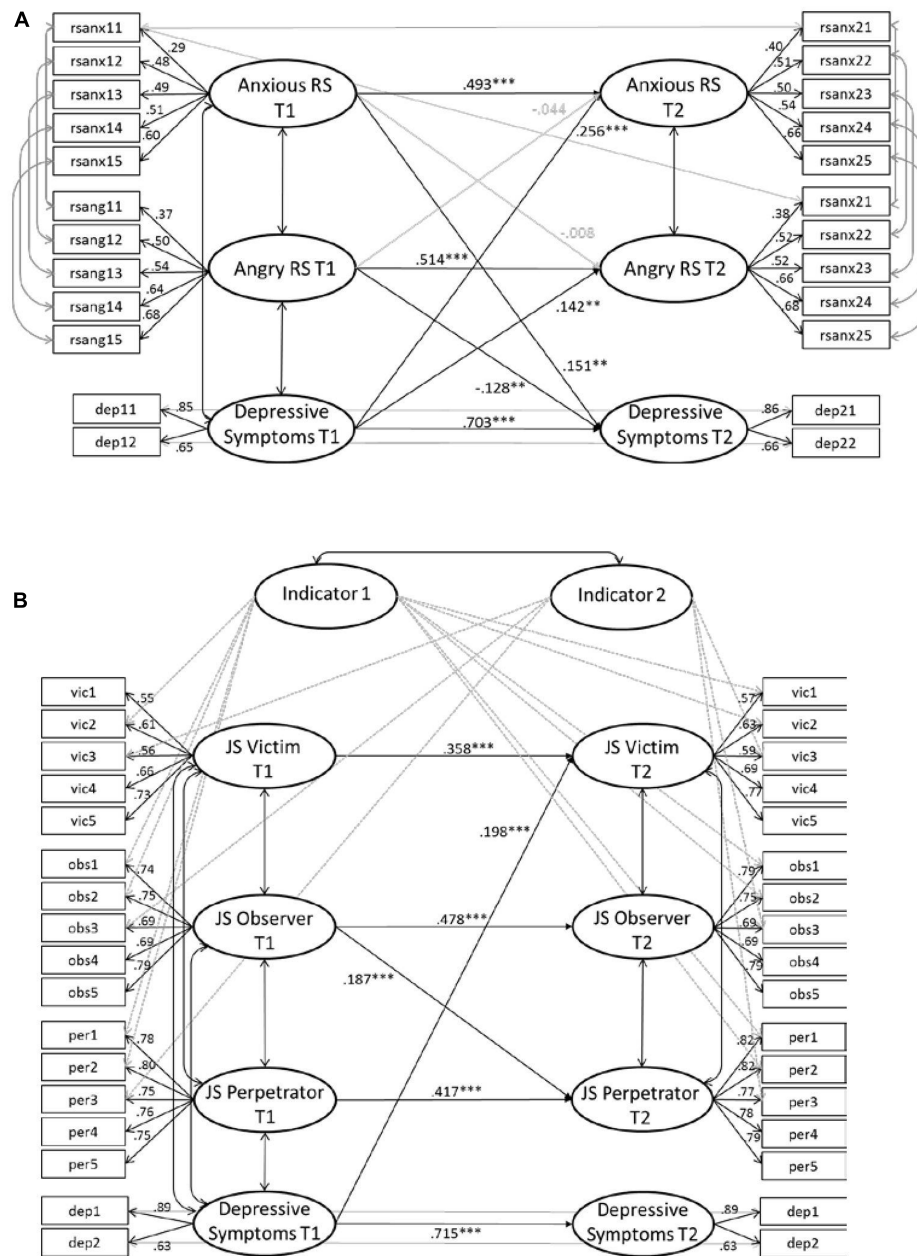 A
rsanx11
rsanx12
rsanx13
rsanx14
rsanx15
rsang11
rsang12
rsang13
rsang14
rsang15
dep11
dep12
.29
.48
.49
.51
.60
.37
.50
.54
.64
.68
.85
.65
Anxious RS
T1
Angry RS T1
Depressive
Symptoms T1
.493***
-.044
.256***
-.008
.514***
.142**
.151**
-.128**
.703***
Anxious RS
T2
Angry RS T2
Depressive
Symptoms T2
.40
.51
.50
.54
.66
.38
.52
.52
.66
.68
.86
.66
rsanx21
rsanx22
rsanx23
rsanx24
rsanx25
rsanx21
rsanx22
rsanx23
rsanx24
rsanx25
dep21
dep22
B
Indicator 1
Indicator 2
vic1
vic2
vic3
vic4
vic5
obs1
obs2
obs3
obs4
obs5
per1
per2
per3
per4
per5
dep1
dep2
.55
.61
.56
.66
.73
.74
.75
.69
.69
.79
.78
.80
.75
.76
.75
.89
.63
JS Victim
T1
JS Observer
T1
JS Perpetrator
T1
Depressive
Symptoms T1
.358***
.198***
.478***
.187***
.417***
.715***
JS Victim
T2
JS Observer
T2
JS Perpetrator
T2
Depressive
Symptoms T2
.57
.63
.59
.69
.77
.79
.75
.69
.69
.79
.82
.82
.77
.78
.79
.89
.63
vic1
vic2
vic3
vic4
vic5
obs1
obs2
obs3
obs4
obs5
per1
per2
per3
per4
per5
dep1
dep2